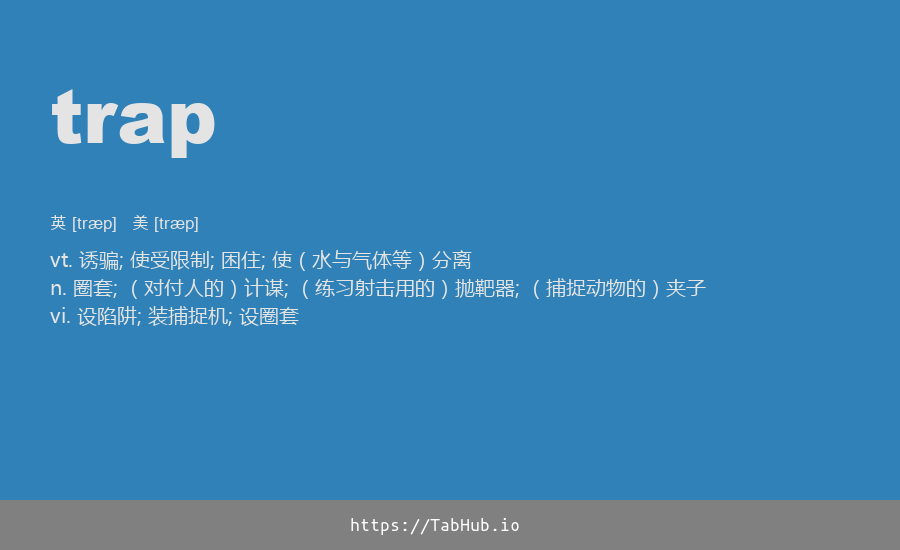 trap
英 [træp] 美 [træp]
vt. 诱骗; 使受限制; 困住; 使（水与气体等）分离
n. 圈套; （对付人的）计谋; （练习射击用的）抛靶器; （捕捉动物的）夹子
vi. 设陷阱; 装捕捉机; 设圈套
https://TabHub.io